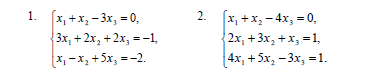 1. { x₁ + x₂ − 3x₃ = 0,
3x₁ + 2x₂ + 2x₃ = −1,
x₁ − x₂ + 5x₃ = −2.
2. { x₁ + x₂ − 4x₃ = 0,
2x₁ + 3x₂ + x₃ = 1,
4x₁ + 5x₂ − 3x₃ = 1.